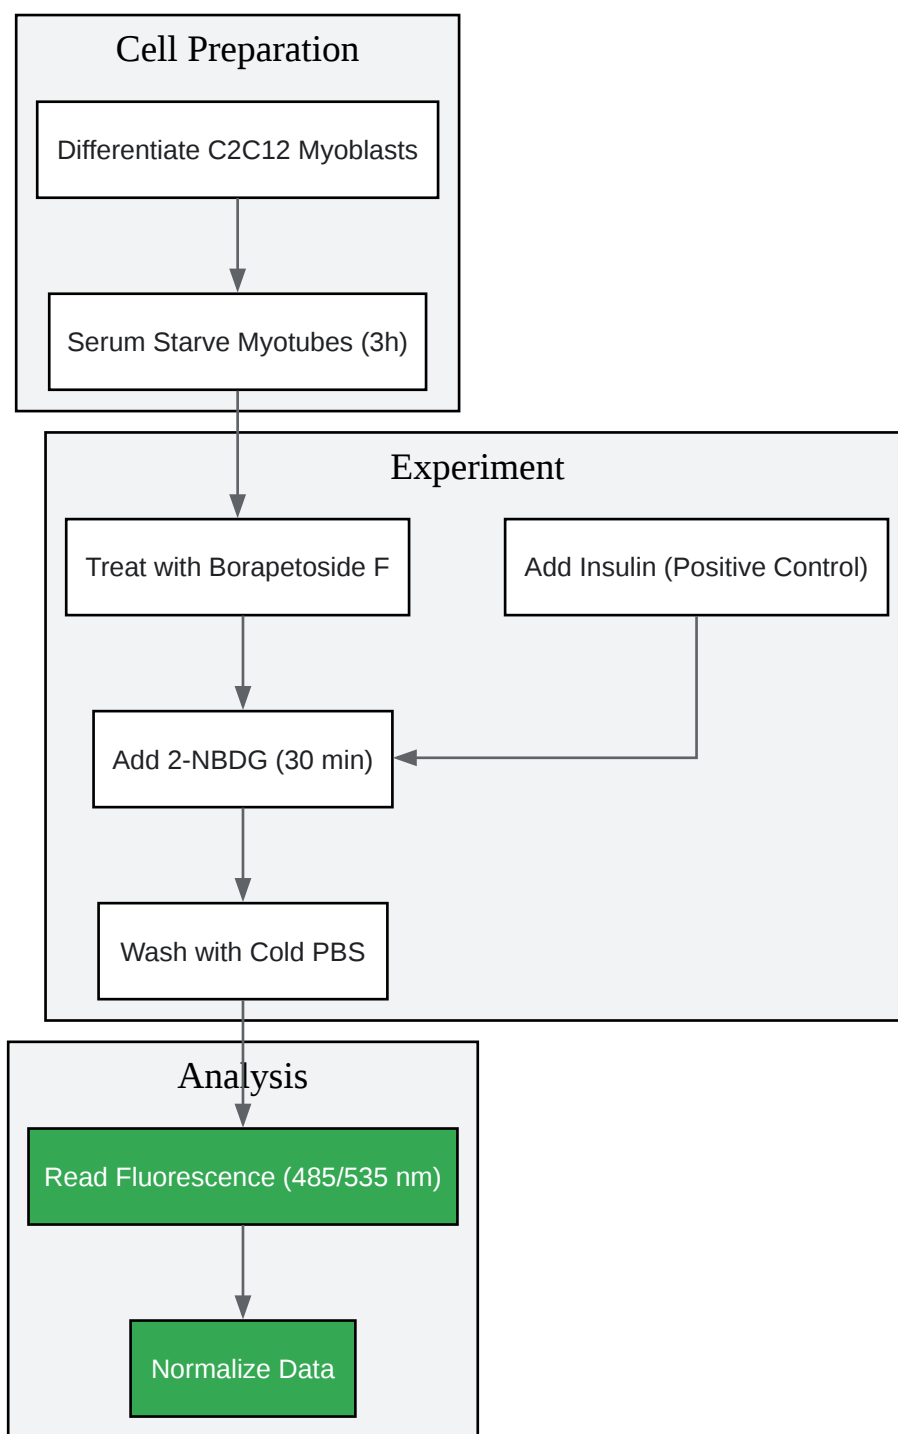 Cell Preparation
Differentiate C2C12 Myoblasts
Serum Starve Myotubes (3h)
Experiment
Treat with Borapetoside F
Add Insulin (Positive Control)
Add 2-NBDG (30 min)
Wash with Cold PBS
Analysis
Read Fluorescence (485/535 nm)
Normalize Data